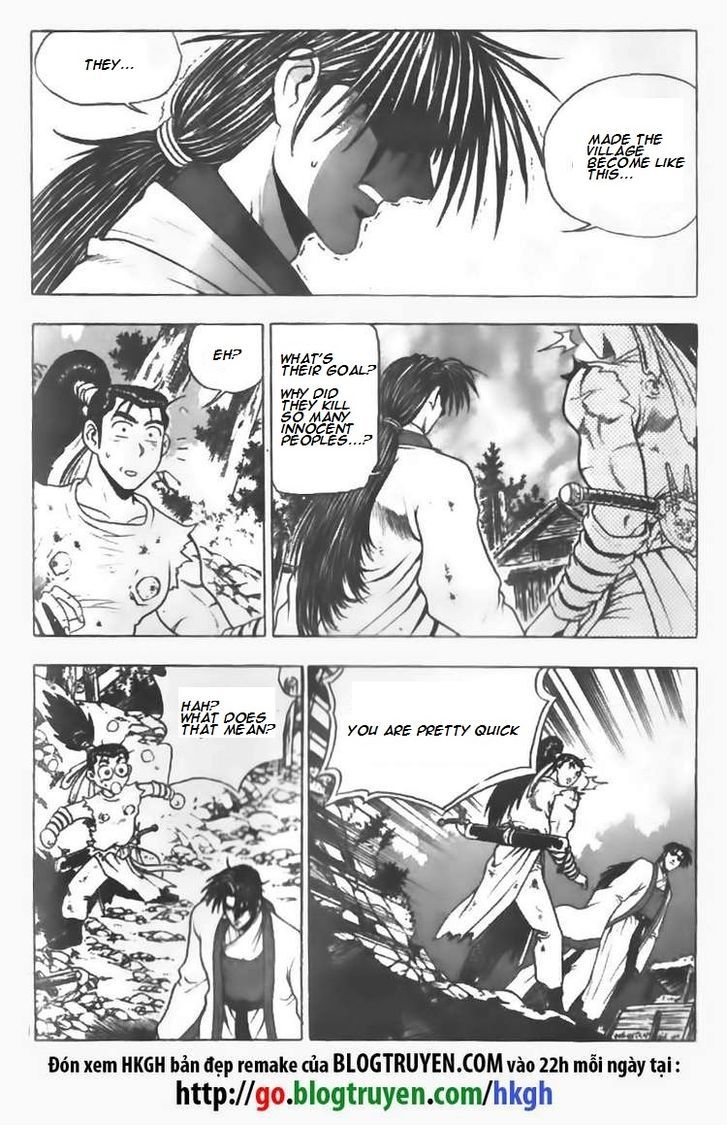 THEY...
MADE THE
VILLAGE
BECOME LIKE
THIS...
EH?
WHAT'S
THEIR GOAL?
WHY DID
THEY KILL
SO MANY
INNOCENT
PEOPLES...?
HAH?
WHAT DOES
THAT MEAN?
YOU ARE PRETTY QUICK
Đón xem HKGH bản đẹp remake của BLOGTRUYEN.COM vào 22h mỗi ngày tại :
http://go.blogtruyen.com/hkgh